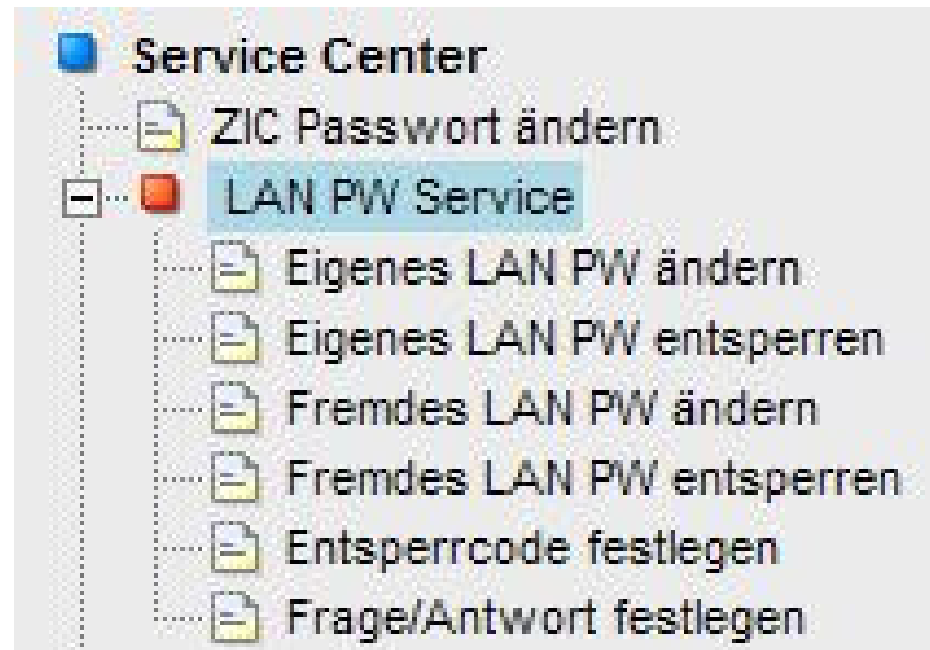 Service Center
ZIC Passwort ändern
LAN PW Service
Eigenes LAN PW ändern
Eigenes LAN PW entsperren
Fremdes LAN PW ändern
Fremdes LAN PW entsperren
Entsperrcode festlegen
Frage/Antwort festlegen